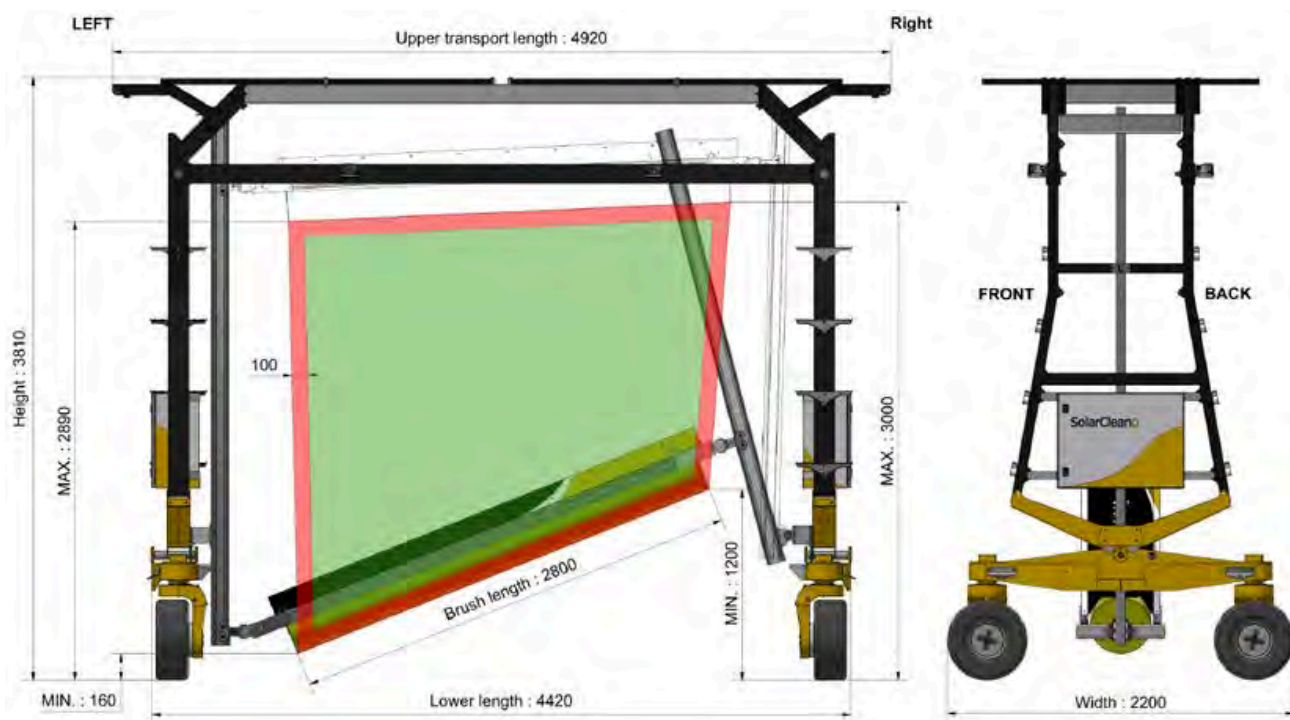 LEFT
Right
Upper transport length : 4920
Height : 3810
MAX. : 2890
100
MAX. : 3000
Brush length : 2800
MIN. : 1200
MIN. : 160
Lower length : 4420
FRONT
BACK
SolarCleano
Width : 2200